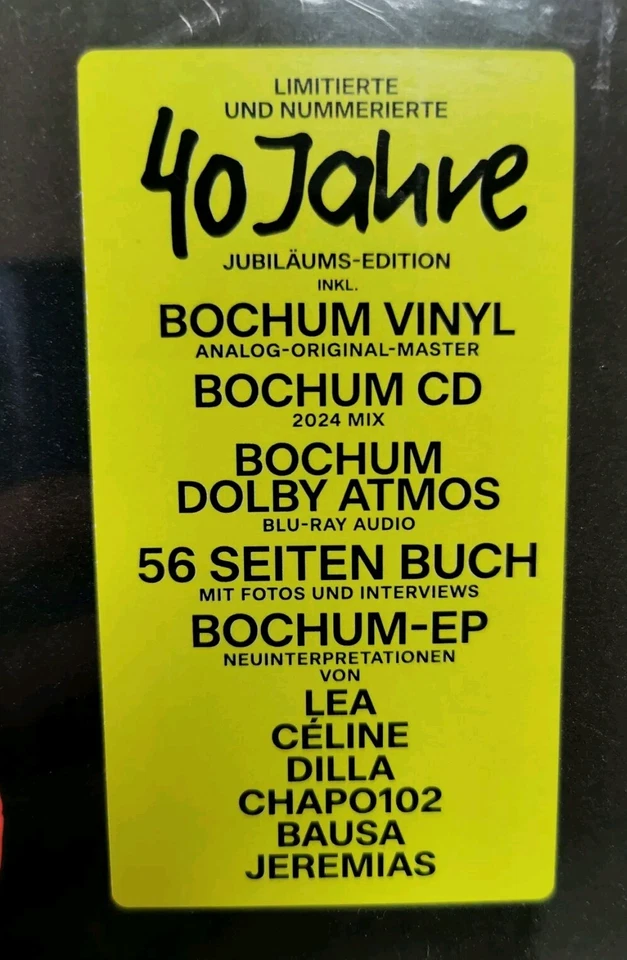 LIMITIERTE
UND NUMMERIERTE
40 Jahre
JUBILÄUMS-EDITION
INKL.
BOCHUM VINYL
ANALOG-ORIGINAL-MASTER
BOCHUM CD
2024 MIX
BOCHUM
DOLBY ATMOS
BLU-RAY AUDIO
56 SEITEN BUCH
MIT FOTOS UND INTERVIEWS
BOCHUM-EP
NEUINTERPRETATIONEN
VON
LEA
CÉLINE
DILLA
CHAPO102
BAUSA
JEREMIAS